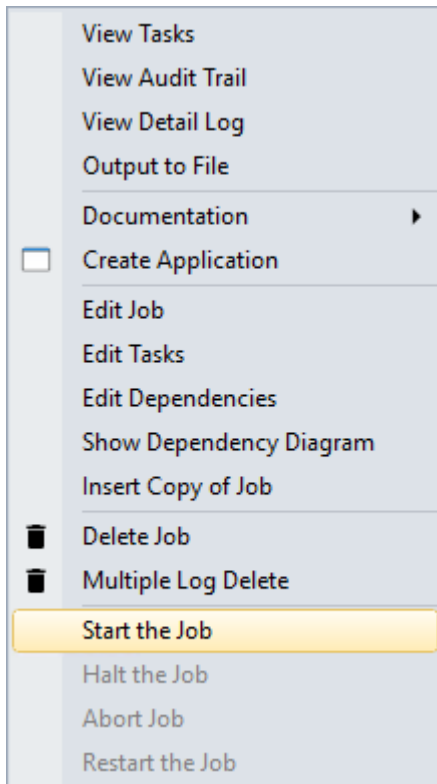 View Tasks
View Audit Trail
View Detail Log
Output to File
Documentation
Create Application
Edit Job
Edit Tasks
Edit Dependencies
Show Dependency Diagram
Insert Copy of Job
Delete Job
Multiple Log Delete
Start the Job
Halt the Job
Abort Job
Restart the Job